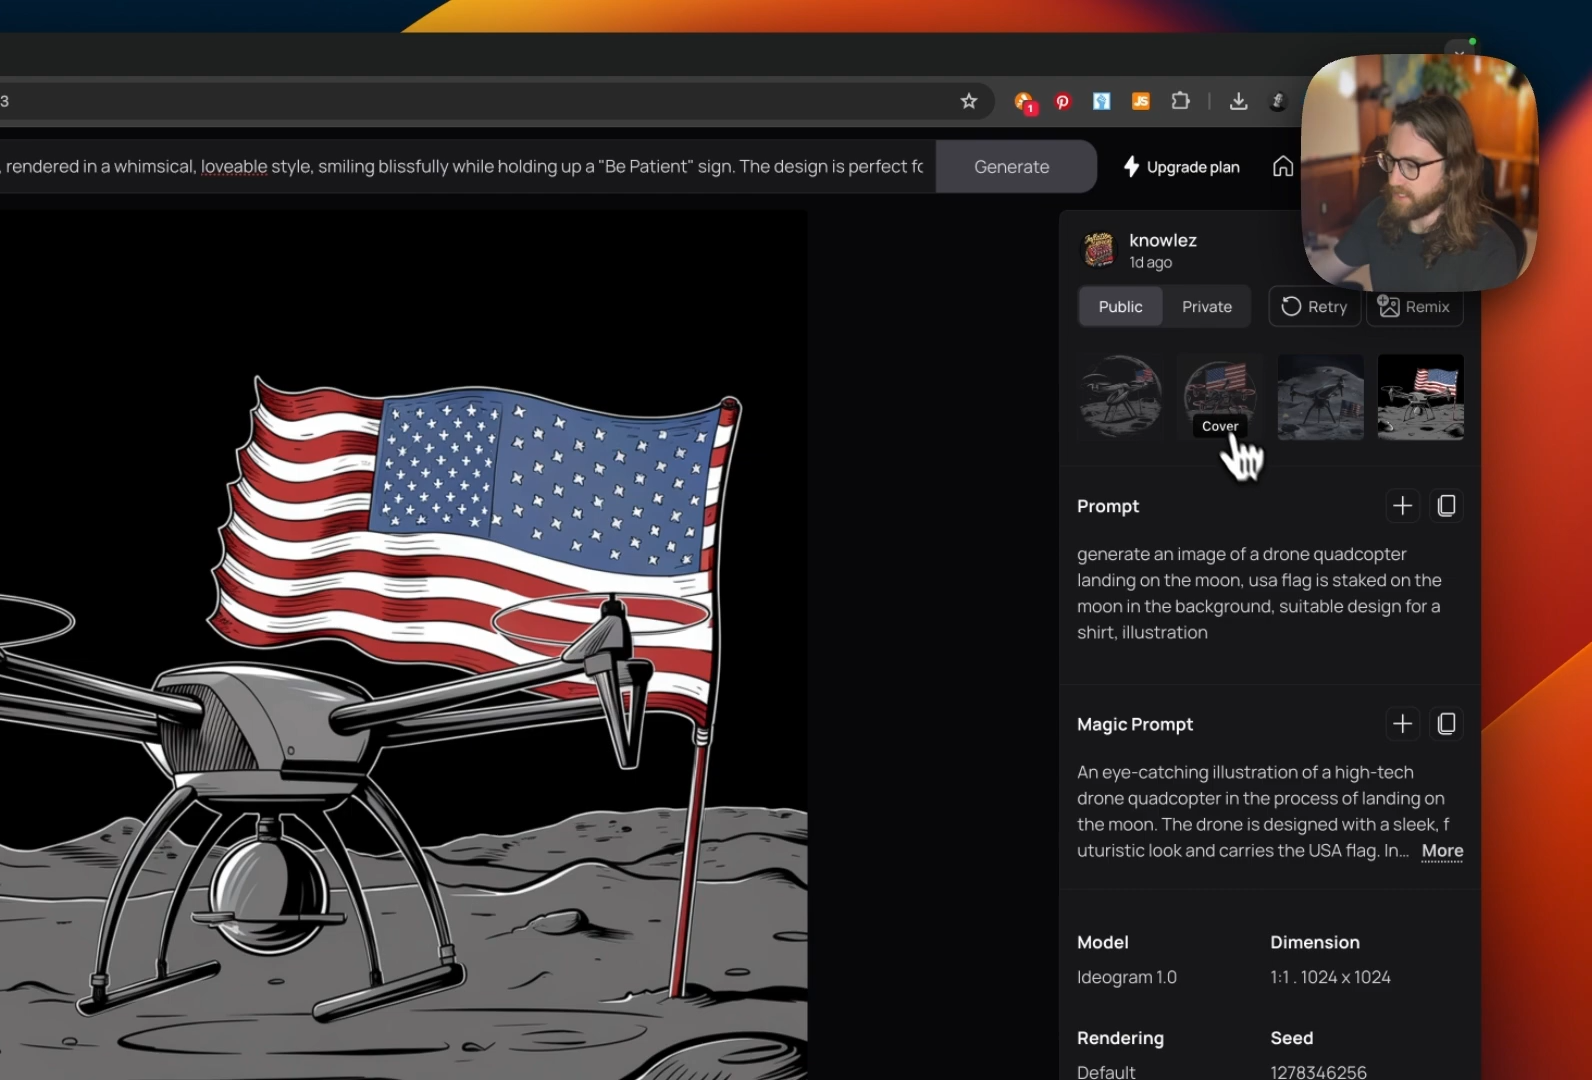 3
1
JS
, rendered in a whimsical, loveable style, smiling blissfully while holding up a "Be Patient" sign. The design is perfect fo
Generate
Upgrade plan
knowlez
1d ago
Public
Private
Retry
Remix
Cover
Prompt
generate an image of a drone quadcopter
landing on the moon, usa flag is staked on the
moon in the background, suitable design for a
shirt, illustration
Magic Prompt
An eye-catching illustration of a high-tech
drone quadcopter in the process of landing on
the moon. The drone is designed with a sleek, f
uturistic look and carries the USA flag. In... More
Model
Dimension
Ideogram 1.0
1:1 . 1024 x 1024
Rendering
Seed
Default
1278346256